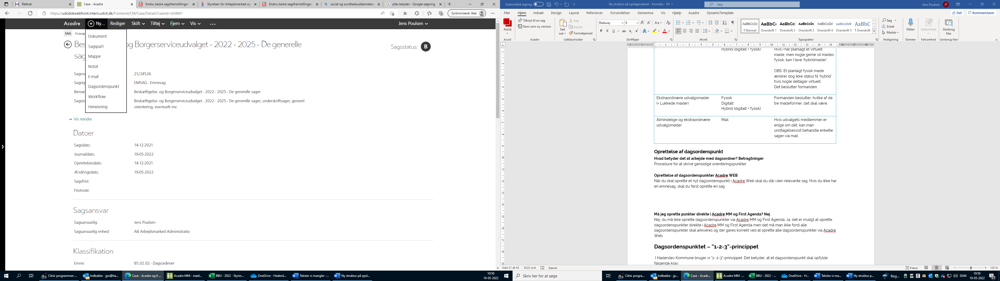 Referat
Case - Acadre
Endnu bedre sagsfremstillinger
Styrelsen for Arbejdsmarked og
Endnu bedre sagsfremstillinger
social og sundhedsuddannelsen
pfas betyder - Google-søgning
https://udcdokwebfront.intern.udcit.dk/Frontend/CM/Case/Details?caseId=624841
Synkroniserer ikke
Acadre
Ny...
Rediger
Skift
Tilføj
Fjern
Vis
Jens Poulsen
SAG
Dokument
Sagspart
Mappe
Notat
E-mail
Dagsordenspunkt
Workflow
Henvisning
og Borgerserviceudvalget - 2022 - 2025 - De generelle
Sagsstatus: B
21/24526
EMSAG - Emnesag
Beskæftigelse- og Borgerserviceudvalget - 2022 - 2025 - De generelle sager
Beskæftigelse- og Borgerserviceudvalget - 2022 - 2025 - De generelle sager, underskriftsager, generel
orientering, eventuelt mv.
Vis mindre
Datoer
Sagsdato: 14-12-2021
Journaldato: 19-05-2022
Oprettelsesdato: 14-12-2021
Ændringsdato: 19-05-2022
Sagsfrist:
Fristnote:
Sagsansvar
Sagsansvarlig: Jens Poulsen
Sagsansvarlig enhed: AB Arbejdsmarked Administratio
Klassifikation
Emne: 85.02.02 - Dagsordener
Automatisk lagring
Ny struktur på opslagsværket - formalia - V4
Søg
Jens Poulsen JP
Filer Hjem Indsæt Design Layout Referencer Forsendelser Gennemse Vis Hjælp Acadre DynamicTemplate
Del
Kommentarer
Assist
Tilknyt til en sag
Gem som ny version
Assist
Acadre
Sæt
ind
Klip
Kopiér
Formatpensel
Udklipsholder
Raleway 9
Skrifttype
Afsnit
¶ Normal Overskrift 1 Overskrift 2 Overskrift 3 Overskrift 4 Overskrift 5 ¶ Overskrift
Typografier
Søg
Erstat
Markér
Redigering
Dikter
Stemme
Følsomhed
Følsomhed
Genbrug
filer
Genbrug filer
Hybrid (digitalt + fysisk)
Hvis I har planlagt et virtuelt
møde, men nogle gerne vil mødes
fysisk, kan I lave 'hybridmøder'.
OBS: Et planlagt fysisk møde
ændrer dog ikke status til 'hybrid',
hvis nogle deltager virtuelt.
Det beslutter formanden.
Ekstraordinære udvalgsmøder
(= Lukkede møder)
Fysisk
Digitalt
Hybrid (digitalt + fysisk)
Formanden beslutter, hvilke af de
tre mødeformer, det skal være.
Almindelige og ekstraordinære
udvalgsmøder
Mail
Hvis udvalgets medlemmer er
enige om det, kan man
undtagelsesvist behandle enkelte
sager via mail.
Oprettelse af dagsordenspunkt
Hvad betyder det at arbejde med dagsordner? Betragtninger
Procedure for at skrive gensidige orienteringspunkter
Oprettelse af dagsordenspunkter Acadre WEB
Når du skal oprette et nyt dagsordenspunkt i Acadre Web skal du stå i den relevante sag. Hvis du ikke har
en emnesag, skal du først oprette en sag.
Må jeg oprette punkter direkte i Acadre MM og First Agenda? Nej
Nej, du må ikke oprette dagsordenspunkter via Acadre MM og First Agenda. Ja, det er muligt at oprette
dagsordenspunkter direkte i Acadre MM og First Agenda men det må man ikke fordi alle
dagsordenspunkter skal arkiveres og der gøres korrekt ved at oprette alle dagsordenspunkter via Acadre
Web.
Dagsordenspunktet – ”1-2-3”-princippet
I Haderslev Kommune bruger vi ”1- 2-3”-princippet. Det betyder, at et dagsordenspunkt skal opfylde
følgende krav:
Side 21 af 43
9222 ord
Dansk
Fokus
120 %
Citrix programmer ...
Indbakke - jpo@ha...
Case - Acadre og 6 ...
Acadre MM - mød...
BBU - 2022 - Styrin...
OneDrive - Hadersl...
Tekster vi mangler -...
Ny struktur på opsl...
10:50
19-05-2022
Skriv her for at søge
Citrix progra...
Indbakke - jp...
Case - Acadr...
Acadre MM -...
BBU - 2022 - ...
OneDrive - H...
Tekster vi ma...
Ny struktur p...
Reg...
DAN
10:50
19-05-2022